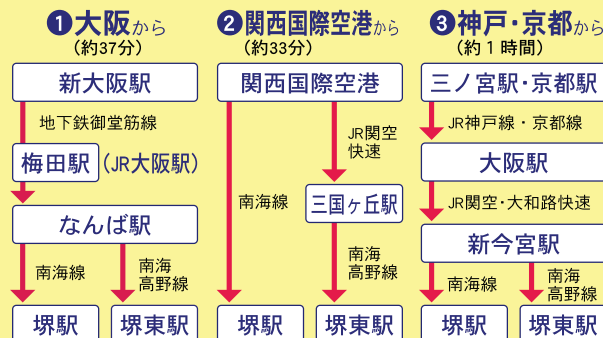 ❶大阪から
（約37分）
新大阪駅
地下鉄御堂筋線
梅田駅（JR大阪駅）
なんば駅
南海線
南海
高野線
堺駅
堺東駅
❷関西国際空港から
（約33分）
関西国際空港
南海線
JR関空
快速
三国ヶ丘駅
南海
高野線
堺駅
堺東駅
❸神戸・京都から
（約１時間）
三ノ宮駅・京都駅
JR神戸線・京都線
大阪駅
JR関空・大和路快速
新今宮駅
南海線
南海
高野線
堺駅
堺東駅